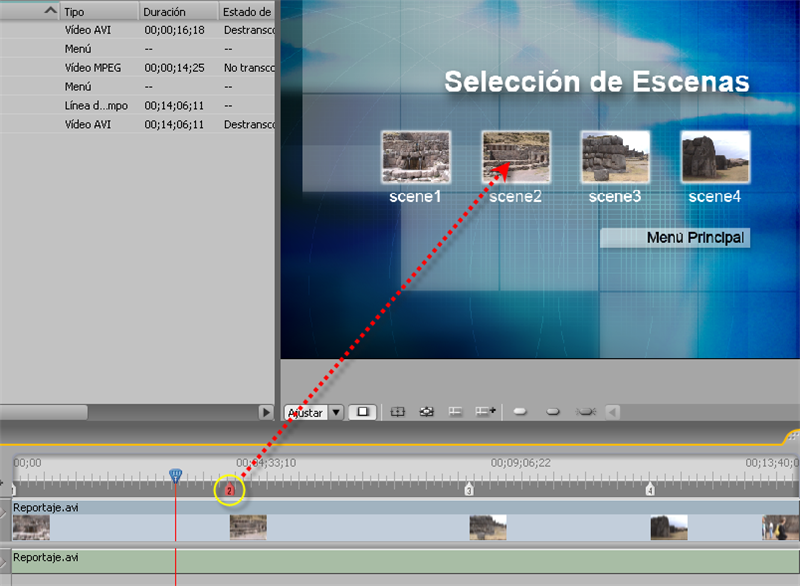 Tipo Duración Estado de
Vídeo AVI 00;00;16;18 Destransco
Menú -- --
Vídeo MPEG 00;00;14;25 No transco
Menú -- --
Línea d...mpo 00;14;06;11 --
Vídeo AVI 00;14;06;11 Destransco
Selección de Escenas
scene1 scene2 scene3 scene4
Menú Principal
Ajustar
00;00 00;04;33;10 00;09;06;22 00;13;40;0
2 3 4
Reportaje.avi
Reportaje.avi